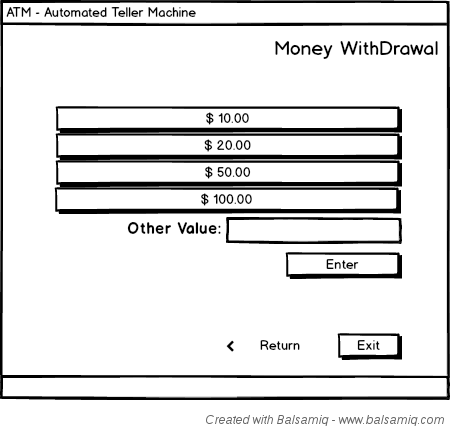 ATM - Automated Teller Machine
Money WithDrawal
$ 10.00
$ 20.00
$ 50.00
$ 100.00
Other Value:
Enter
< Return Exit
Created with Balsamiq - www.balsamiq.com